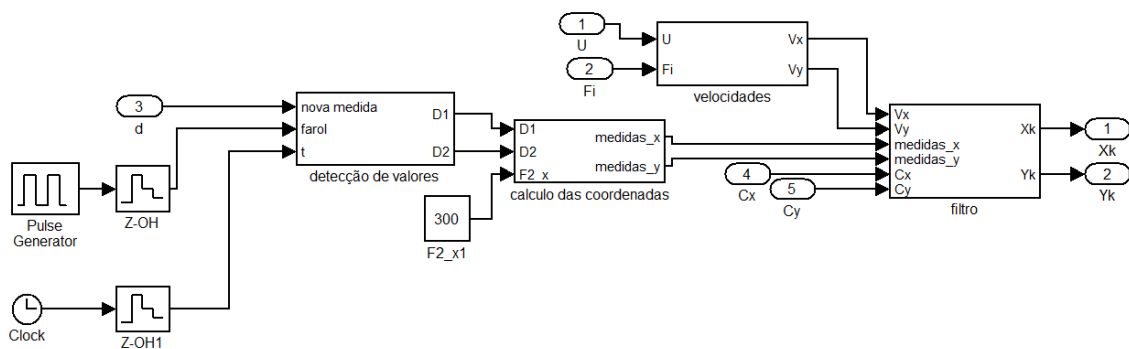 1
U
2
Fi
U
Fi
Vx
Vy
velocidades
3
d
nova medida
farol
t
D1
D2
detecção de valores
D1
D2
F2_x
medidas_x
medidas_y
calculo das coordenadas
Vx
Vy
medidas_x
medidas_y
Cx
Cy
Xk
Yk
filtro
1
Xk
2
Yk
4
Cx
5
Cy
Pulse
Generator
Z-OH
300
F2_x1
Clock
Z-OH1